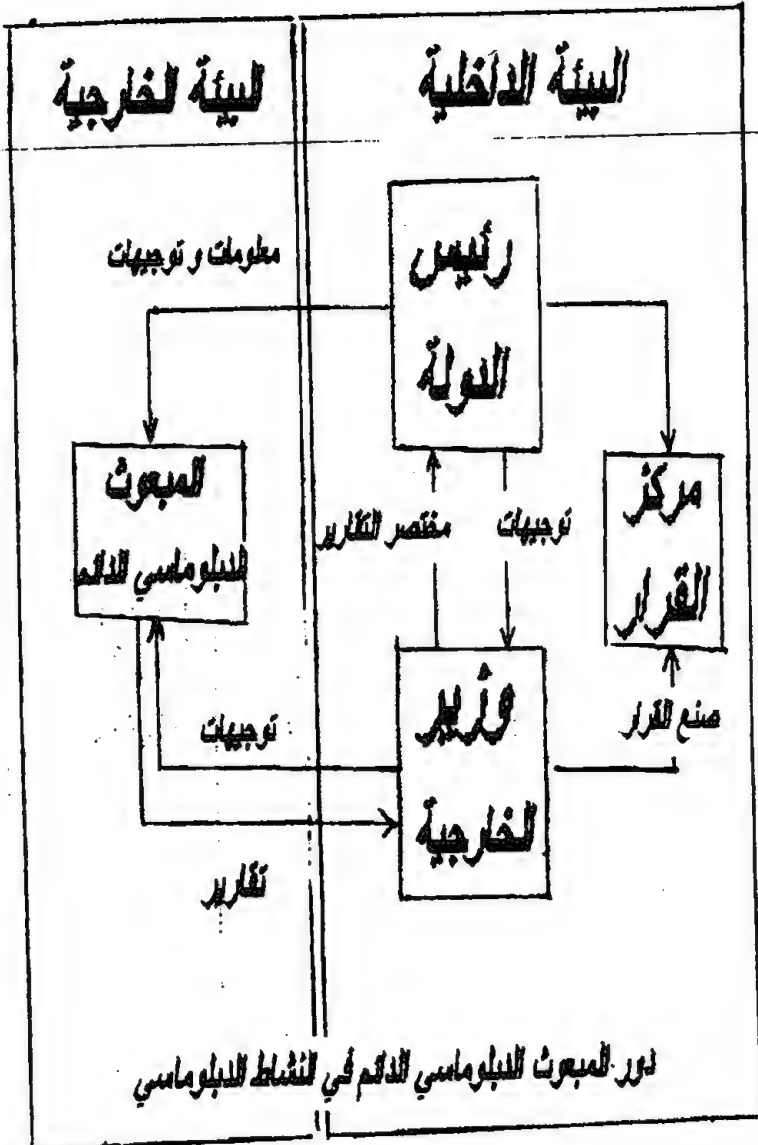 البيئة الداخلية
البيئة الخارجية
رئيس
الدولة
معلومات و توجيهات
مركز
القرار
المبعوث
الدبلوماسي الدائم
توجيهات
مختصر التقارير
وزير
الخارجية
صنع القرار
توجيهات
تقارير
دور المبعوث الدبلوماسي الدائم في النشاط الدبلوماسي